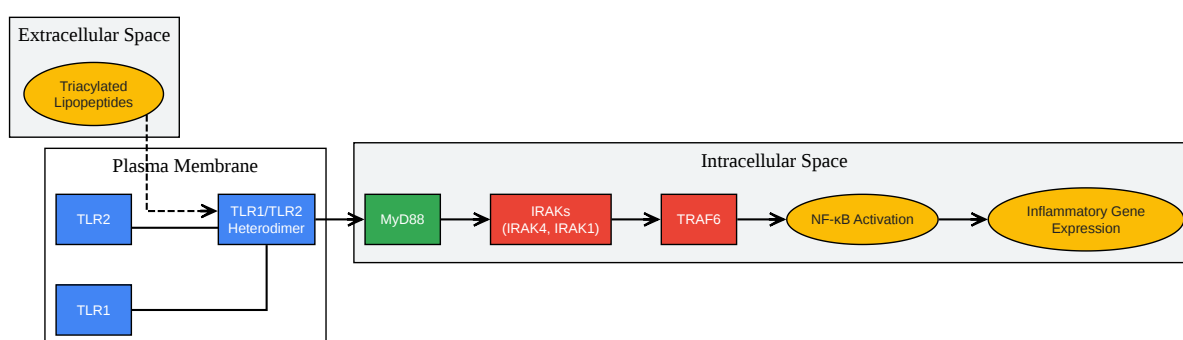 Extracellular Space
Triacylated
Lipopeptides
Plasma Membrane
TLR2
TLR1/TLR2
Heterodimer
TLR1
Intracellular Space
MyD88
IRAKs
(IRAK4, IRAK1)
TRAF6
NF-κB Activation
Inflammatory Gene
Expression